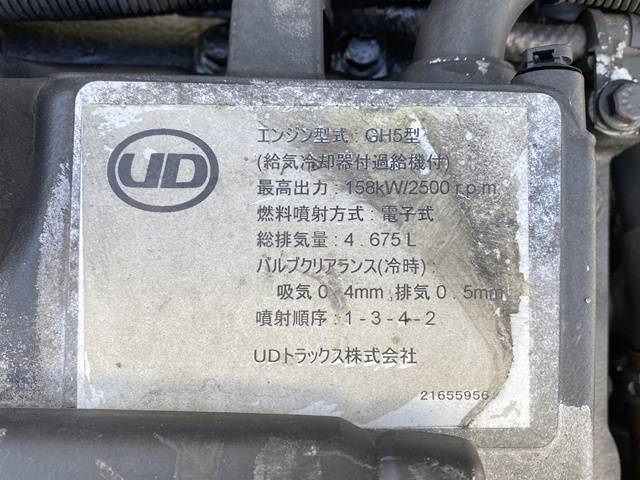 UD
エンジン型式 : GH5型
(給気冷却器付過給機付)
最高出力 : 158kW/2500 r.p.m
燃料噴射方式 : 電子式
総排気量 : 4.675L
バルブクリアランス(冷時) :
吸気0.4mm,排気0.5mm
噴射順序 : 1-3-4-2
UDトラックス株式会社
21655956